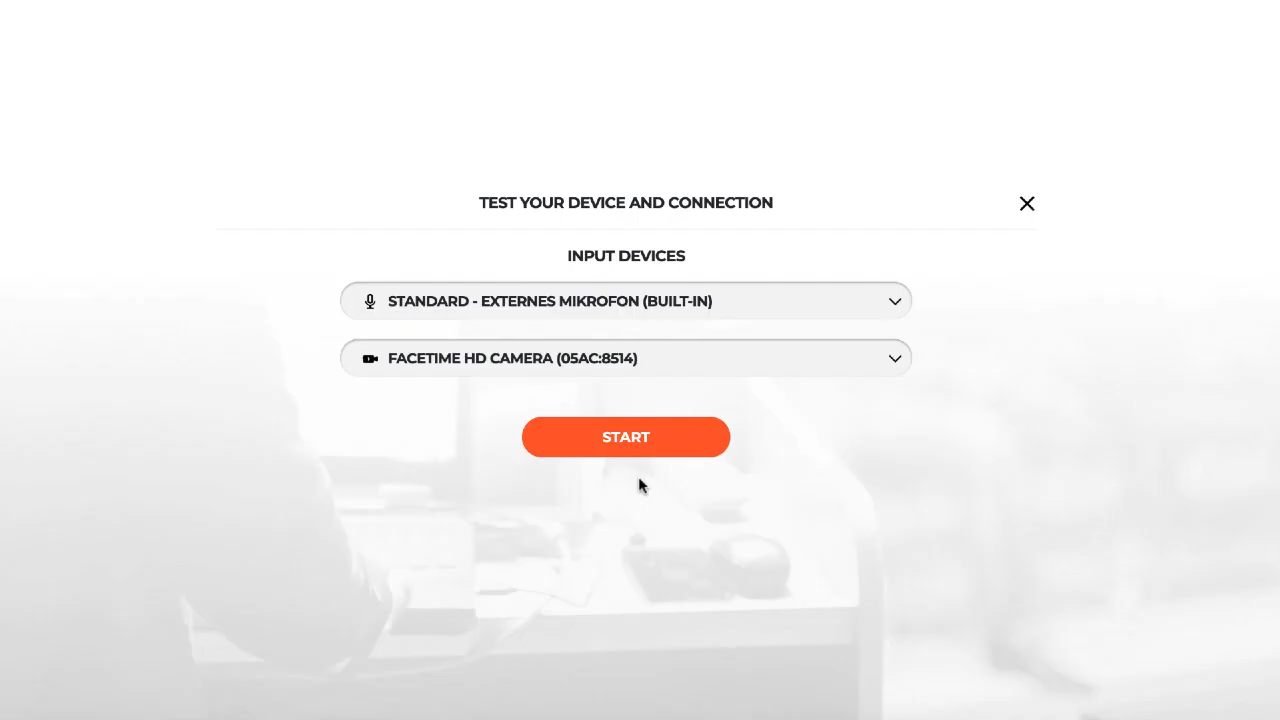 TEST YOUR DEVICE AND CONNECTION
INPUT DEVICES
STANDARD - EXTERNES MIKROFON (BUILT-IN)
FACETIME HD CAMERA (05AC:8514)
START